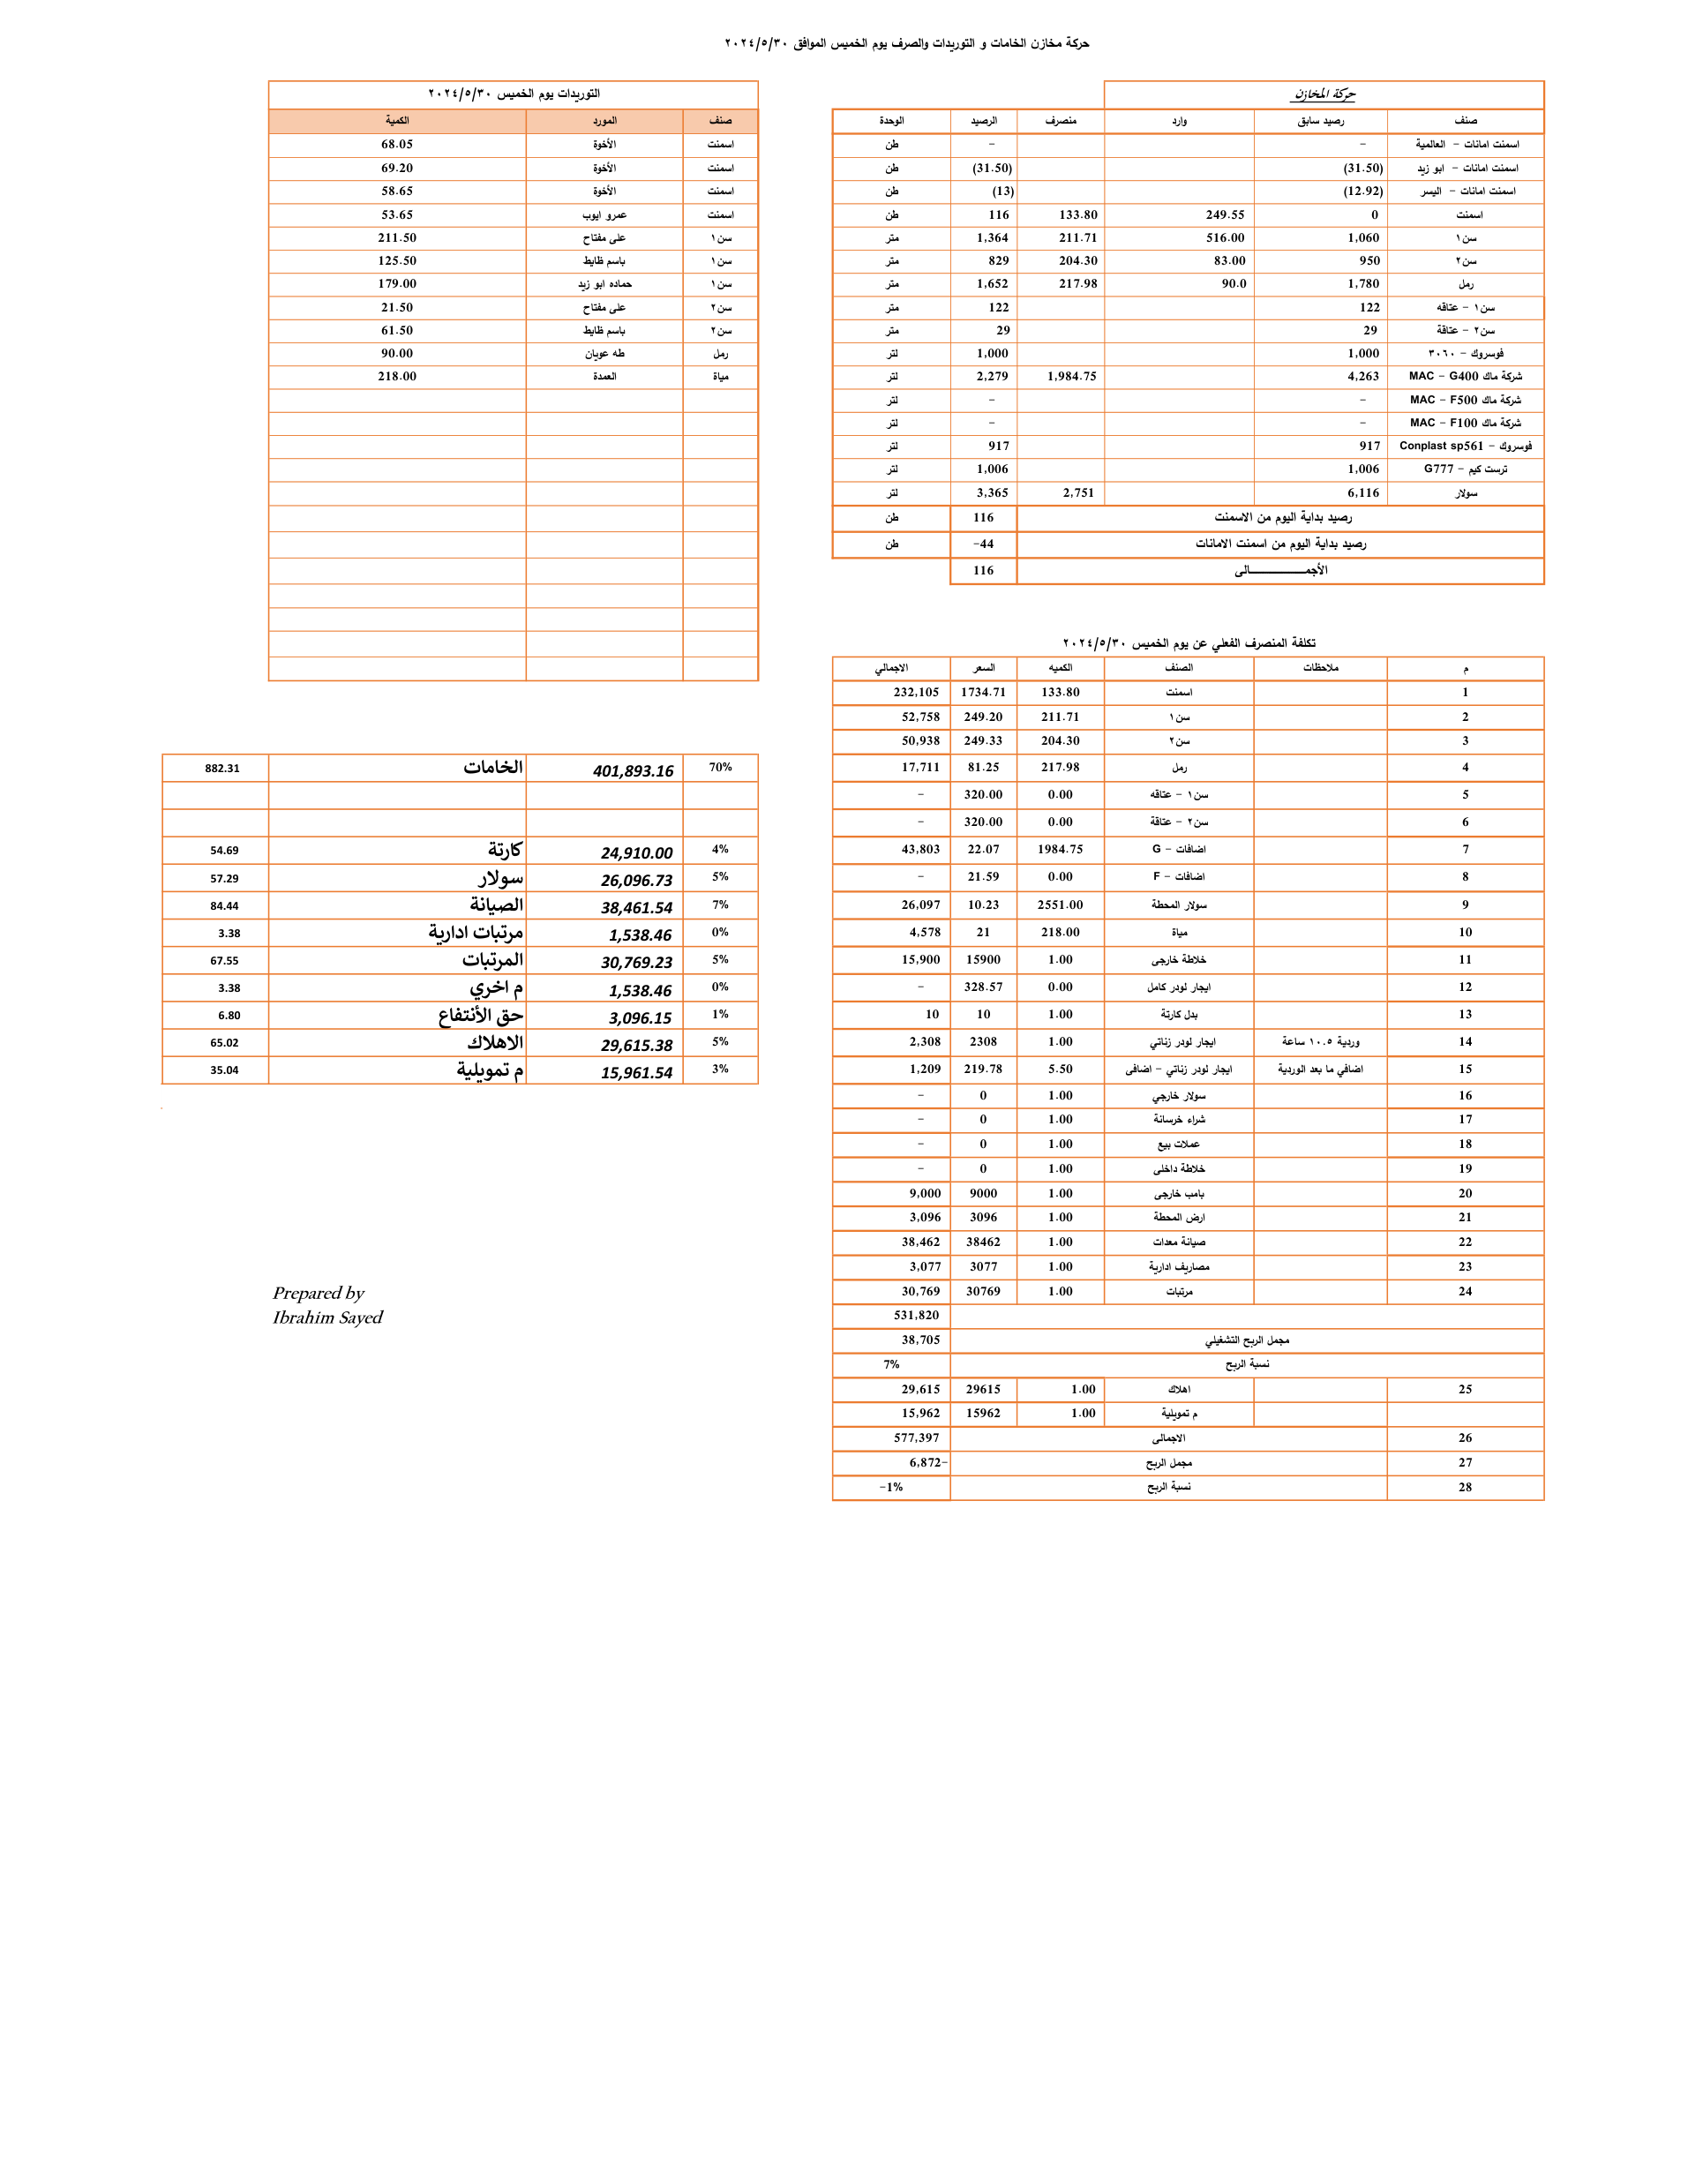 حركة مخازن الخامات و التوريدات والصرف يوم الخميس الموافق ٢٠٢٤/٥/٣٠
حركة المخازن
صنف رصيد سابق وارد منصرف الرصيد الوحدة
اسمنت امانات - العالمية - - طن
اسمنت امانات - ابو زيد (31.50) (31.50) طن
اسمنت امانات - اليسر (12.92) (13) طن
اسمنت 0 249.55 133.80 116 طن
سن١ 1,060 516.00 211.71 1,364 متر
سن٢ 950 83.00 204.30 829 متر
رمل 1,780 90.0 217.98 1,652 متر
سن١ - عتاقه 122 122 متر
سن٢ - عتاقة 29 29 متر
فوسروك - ٣٠٦٠ 1,000 1,000 لتر
شركة ماك MAC - G400 4,263 1,984.75 2,279 لتر
شركة ماك MAC - F500 - - لتر
شركة ماك MAC - F100 - - لتر
فوسروك - Conplast sp561 917 917 لتر
ترست كيم - G777 1,006 1,006 لتر
سولار 6,116 2,751 3,365 لتر
رصيد بداية اليوم من الاسمنت 116 طن
رصيد بداية اليوم من اسمنت الامانات -44 طن
الأجمـــــــــــالى 116
التوريدات يوم الخميس ٢٠٢٤/٥/٣٠
صنف المورد الكمية
اسمنت الأخوة 68.05
اسمنت الأخوة 69.20
اسمنت الأخوة 58.65
اسمنت عمرو ايوب 53.65
سن١ على مفتاح 211.50
سن١ باسم ظايط 125.50
سن١ حماده ابو زيد 179.00
سن٢ على مفتاح 21.50
سن٢ باسم ظايط 61.50
رمل طه عويان 90.00
مياة العمدة 218.00
تكلفة المنصرف الفعلي عن يوم الخميس ٢٠٢٤/٥/٣٠
م ملاحظات الصنف الكميه السعر الاجمالي
1 اسمنت 133.80 1734.71 232,105
2 سن١ 211.71 249.20 52,758
3 سن٢ 204.30 249.33 50,938
4 رمل 217.98 81.25 17,711
5 سن١ - عتاقه 0.00 320.00 -
6 سن٢ - عتاقة 0.00 320.00 -
7 اضافات - G 1984.75 22.07 43,803
8 اضافات - F 0.00 21.59 -
9 سولار المحطة 2551.00 10.23 26,097
10 مياة 218.00 21 4,578
11 خلاطة خارجى 1.00 15900 15,900
12 ايجار لودر كامل 0.00 328.57 -
13 بدل كارتة 1.00 10 10
14 وردية ١٠.٥ ساعة ايجار لودر زناتي 1.00 2308 2,308
15 اضافي ما بعد الوردية ايجار لودر زناتي - اضافى 5.50 219.78 1,209
16 سولار خارجي 1.00 0 -
17 شراء خرسانة 1.00 0 -
18 عملات بيع 1.00 0 -
19 خلاطة داخلى 1.00 0 -
20 بامب خارجى 1.00 9000 9,000
21 ارض المحطة 1.00 3096 3,096
22 صيانة معدات 1.00 38462 38,462
23 مصاريف ادارية 1.00 3077 3,077
24 مرتبات 1.00 30769 30,769
531,820
مجمل الربح التشغيلي 38,705
نسبة الربح 7%
25 اهلاك 1.00 29615 29,615
م تمويلية 1.00 15962 15,962
26 الاجمالى 577,397
27 مجمل الربح 6,872-
28 نسبة الربح -1%
70% 401,893.16 الخامات 882.31
4% 24,910.00 كارتة 54.69
5% 26,096.73 سولار 57.29
7% 38,461.54 الصيانة 84.44
0% 1,538.46 مرتبات ادارية 3.38
5% 30,769.23 المرتبات 67.55
0% 1,538.46 م اخري 3.38
1% 3,096.15 حق الأنتفاع 6.80
5% 29,615.38 الاهلاك 65.02
3% 15,961.54 م تمويلية 35.04
Prepared by
Ibrahim Sayed